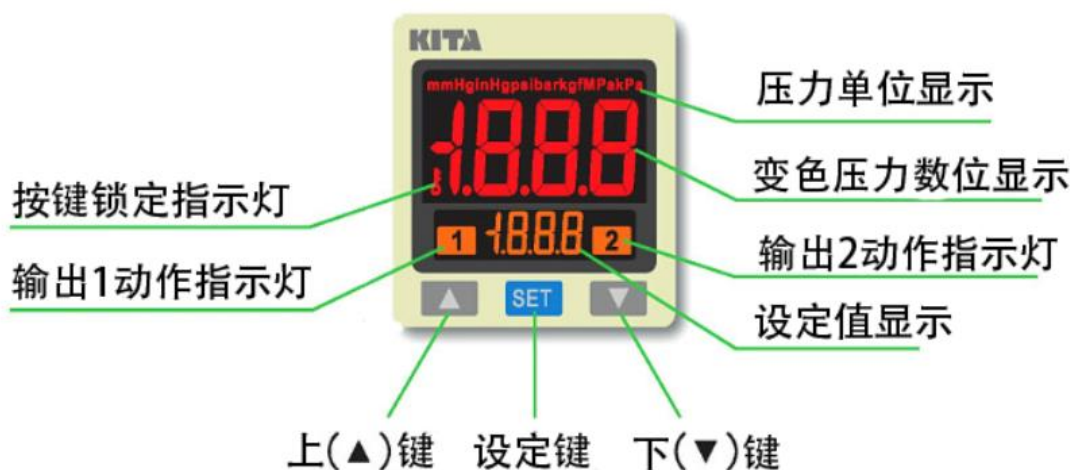 KITA
mmHginHgpsibarkgfMPakPa
压力单位显示
-1.8.8.8
变色压力数位显示
按键锁定指示灯
1 -1.8.8.8 2
输出2动作指示灯
输出1动作指示灯
SET
设定值显示
上(▲)键 设定键 下(▼)键